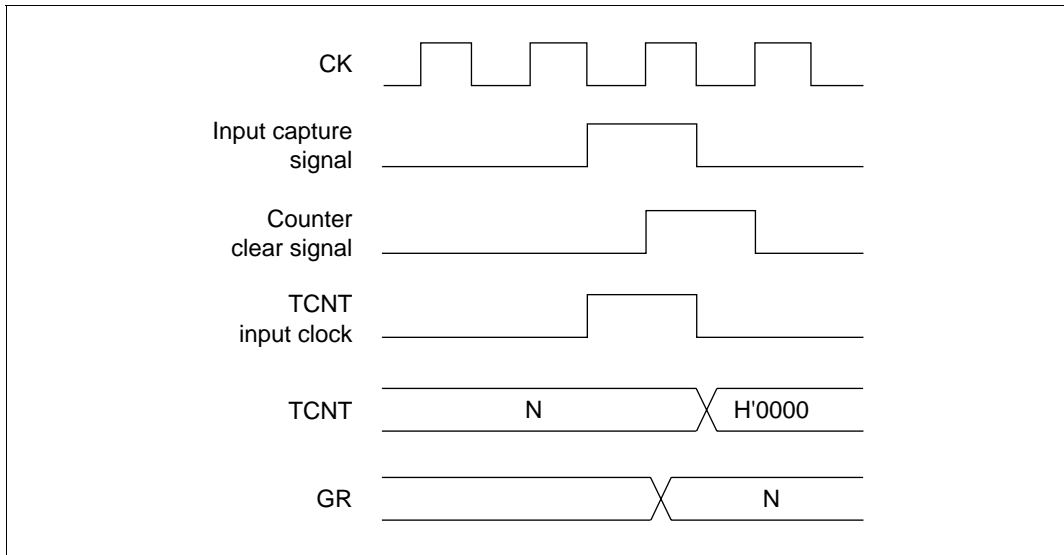 CK
Input capture
signal
Counter
clear signal
TCNT
input clock
TCNT
N
H'0000
GR
N